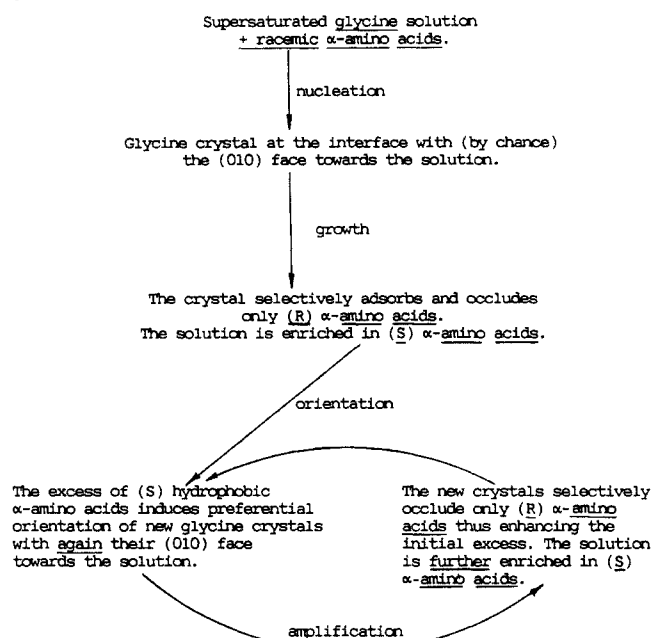 Supersaturated glycine solution
+ racemic α-amino acids.
nucleation
Glycine crystal at the interface with (by chance)
the (010) face towards the solution.
growth
The crystal selectively adsorbs and occludes
only (R) α-amino acids.
The solution is enriched in (S) α-amino acids.
orientation
The excess of (S) hydrophobic
α-amino acids induces preferential
orientation of new glycine crystals
with again their (010) face
towards the solution.
The new crystals selectively
occlude only (R) α-amino
acids thus enhancing the
initial excess. The solution
is further enriched in (S)
α-amino acids.
amplification